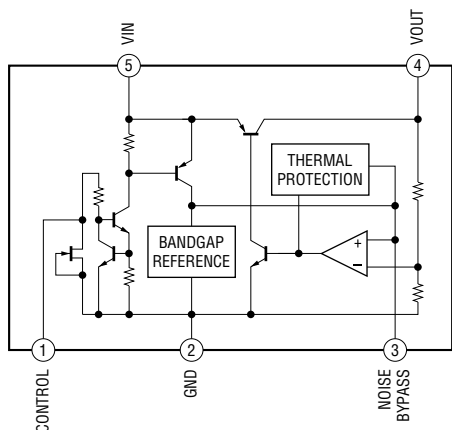 VIN
VOUT
5
4
THERMAL
PROTECTION
BANDGAP
REFERENCE
+
−
1
2
3
CONTROL
GND
NOISE
BYPASS